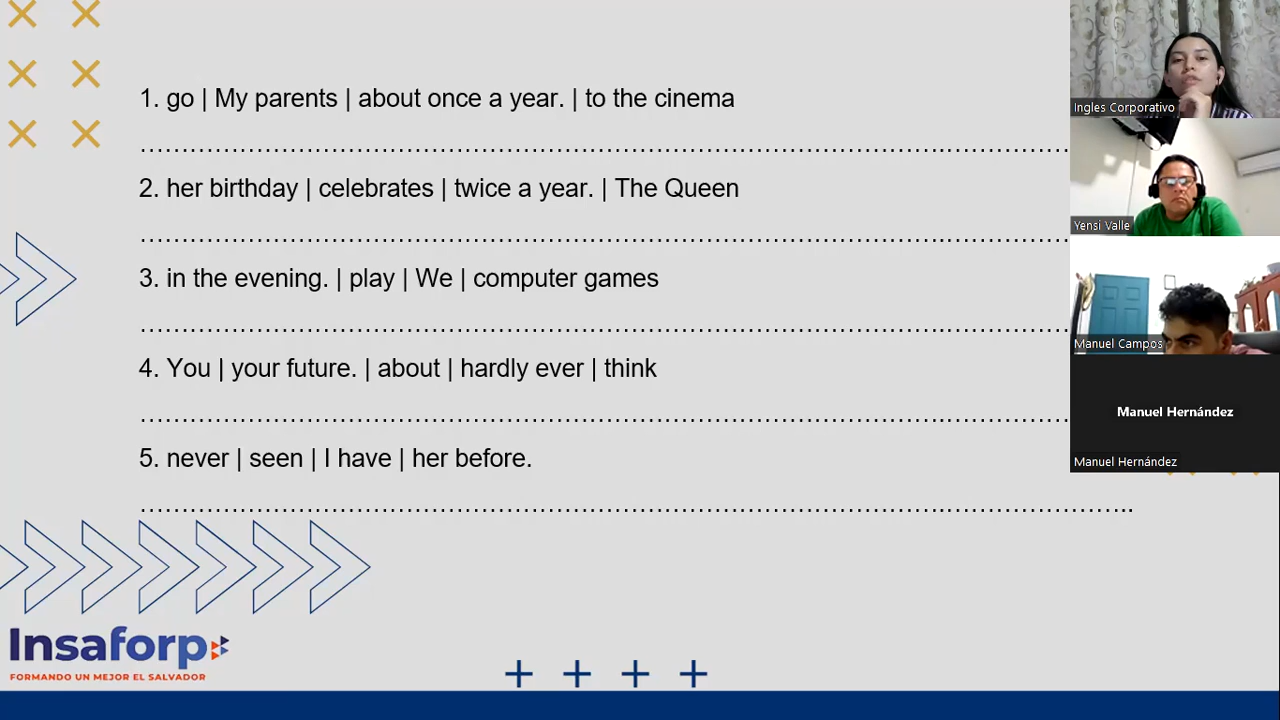 1. go | My parents | about once a year. | to the cinema
2. her birthday | celebrates | twice a year. | The Queen
3. in the evening. | play | We | computer games
4. You | your future. | about | hardly ever | think
5. never | seen | I have | her before.
Insaforp
FORMANDO UN MEJOR EL SALVADOR
Ingles Corporativo
Yensi Valle
Manuel Campos
Manuel Hernández
Manuel Hernández